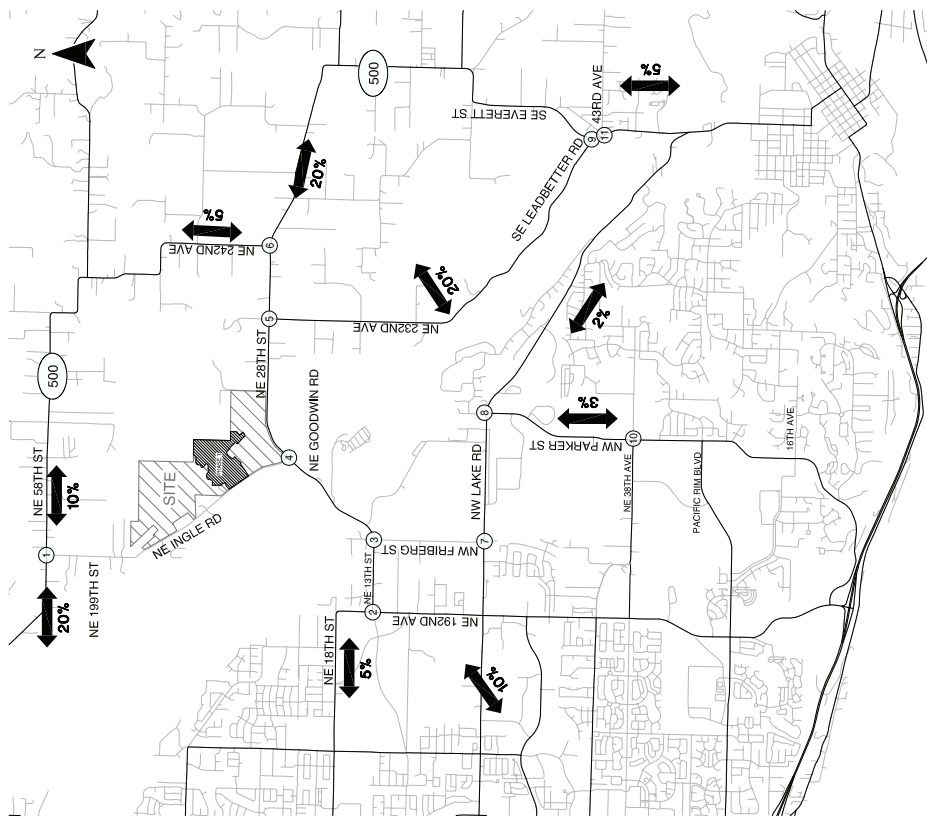 N
500
43RD AVE
5%
SE EVERETT ST
9
11
SE LEADBETTER RD
20%
5%
NE 242ND AVE
6
20%
NE 232ND AVE
2%
500
5
NE 28TH ST
NE 58TH ST
10%
NE GOODWIN RD
8
3%
NW PARKER ST
10
16TH AVE
SITE
4
NW LAKE RD
NE 38TH AVE
PACIFIC RIM BLVD
NE INGLE RD
1
3
NW FRIBERG ST
7
NE 13TH ST
20%
NE 199TH ST
2
NE 192ND AVE
NE 18TH ST
5%
10%